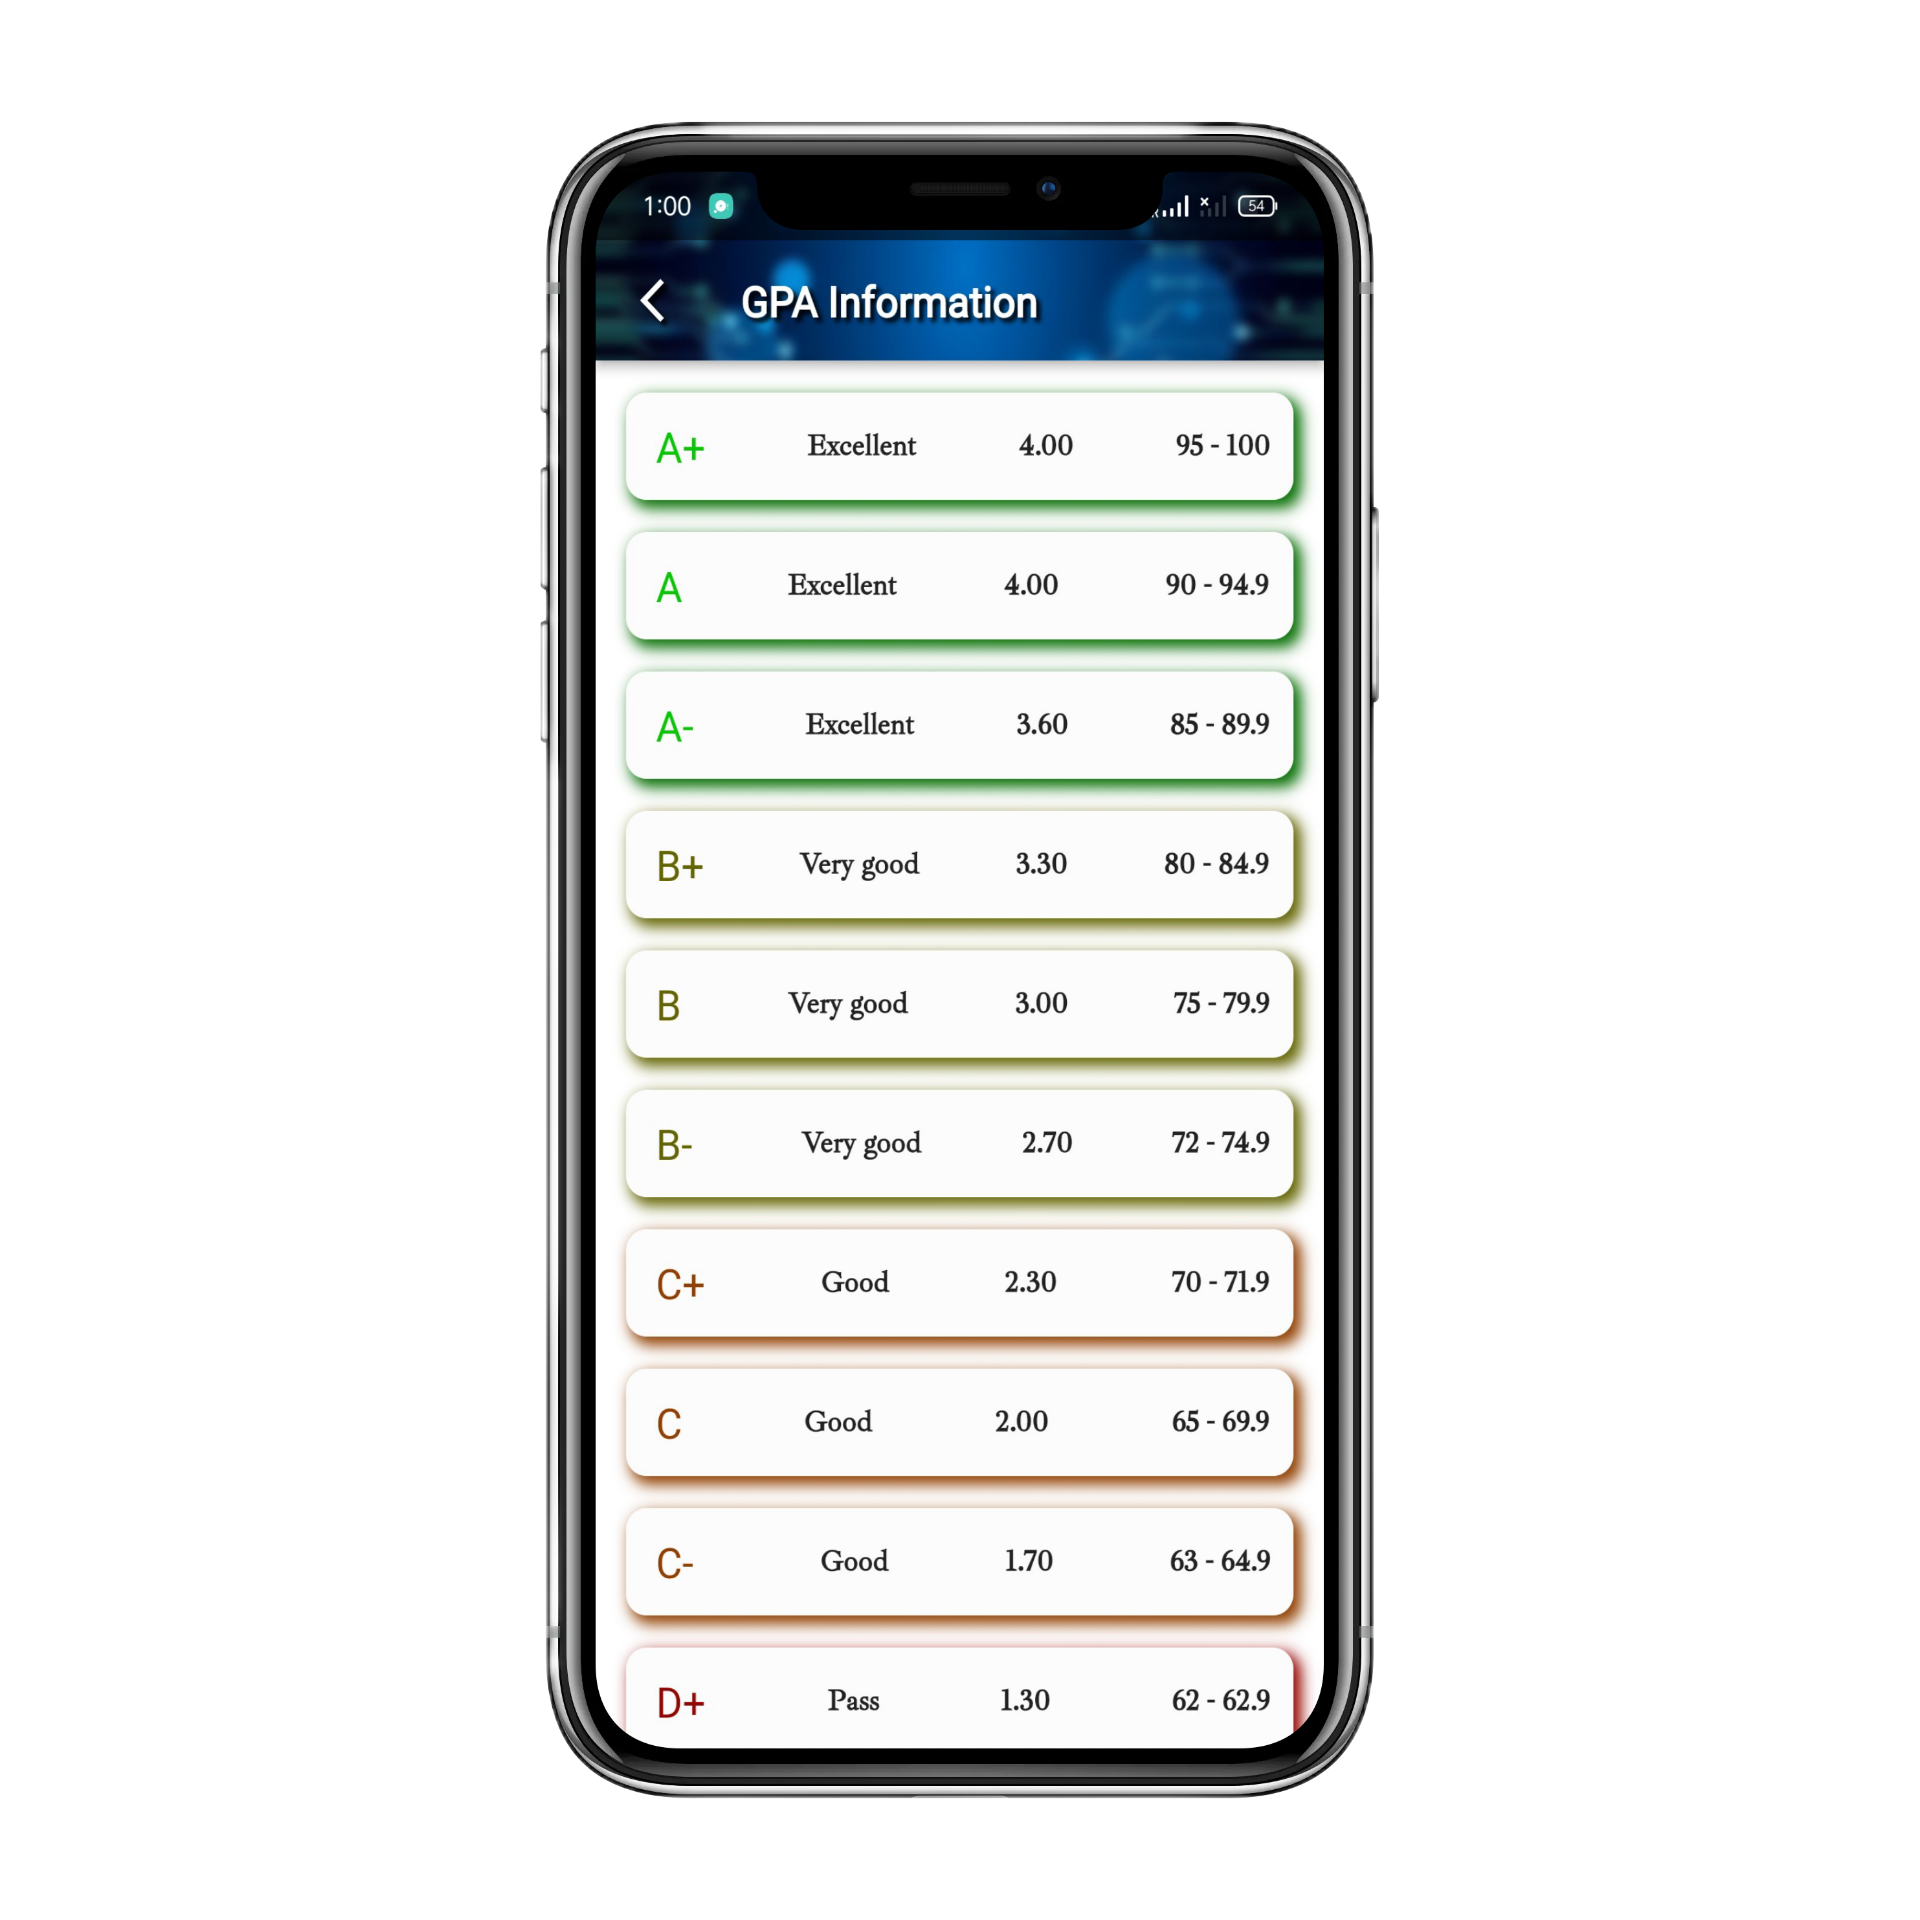 1:00 54
GPA Information
A+ Excellent 4.00 95 - 100
A Excellent 4.00 90 - 94.9
A- Excellent 3.60 85 - 89.9
B+ Very good 3.30 80 - 84.9
B Very good 3.00 75 - 79.9
B- Very good 2.70 72 - 74.9
C+ Good 2.30 70 - 71.9
C Good 2.00 65 - 69.9
C- Good 1.70 63 - 64.9
D+ Pass 1.30 62 - 62.9